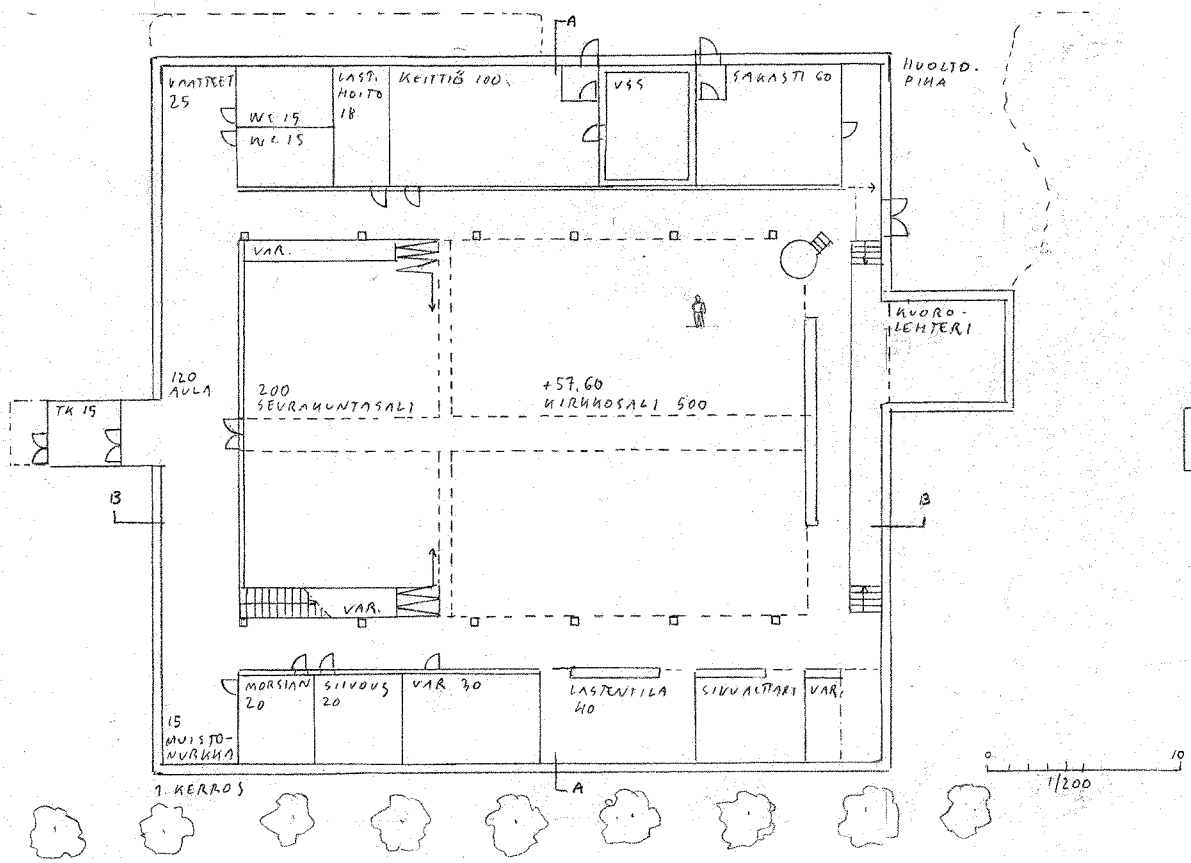 A
VAATTEET
25
WC 15
WC 15
LAST.
HOITO
18
KEITTIÖ 100
VSS
SAKASTI 60
HUOLTO-
PIHA
VAR.
KUORO-
LEHTERI
120
AULA
TK 15
200
SEURAKUNTASALI
+57.60
KIRKKOSALI 500
B
B
VAR.
MORSIAN
20
SIIVOUS
20
VAR 30
LASTENTILA
40
SIVUALTTARI
VAR.
15
MUISTO-
NURKKA
1. KERROS
A
0
10
1/200